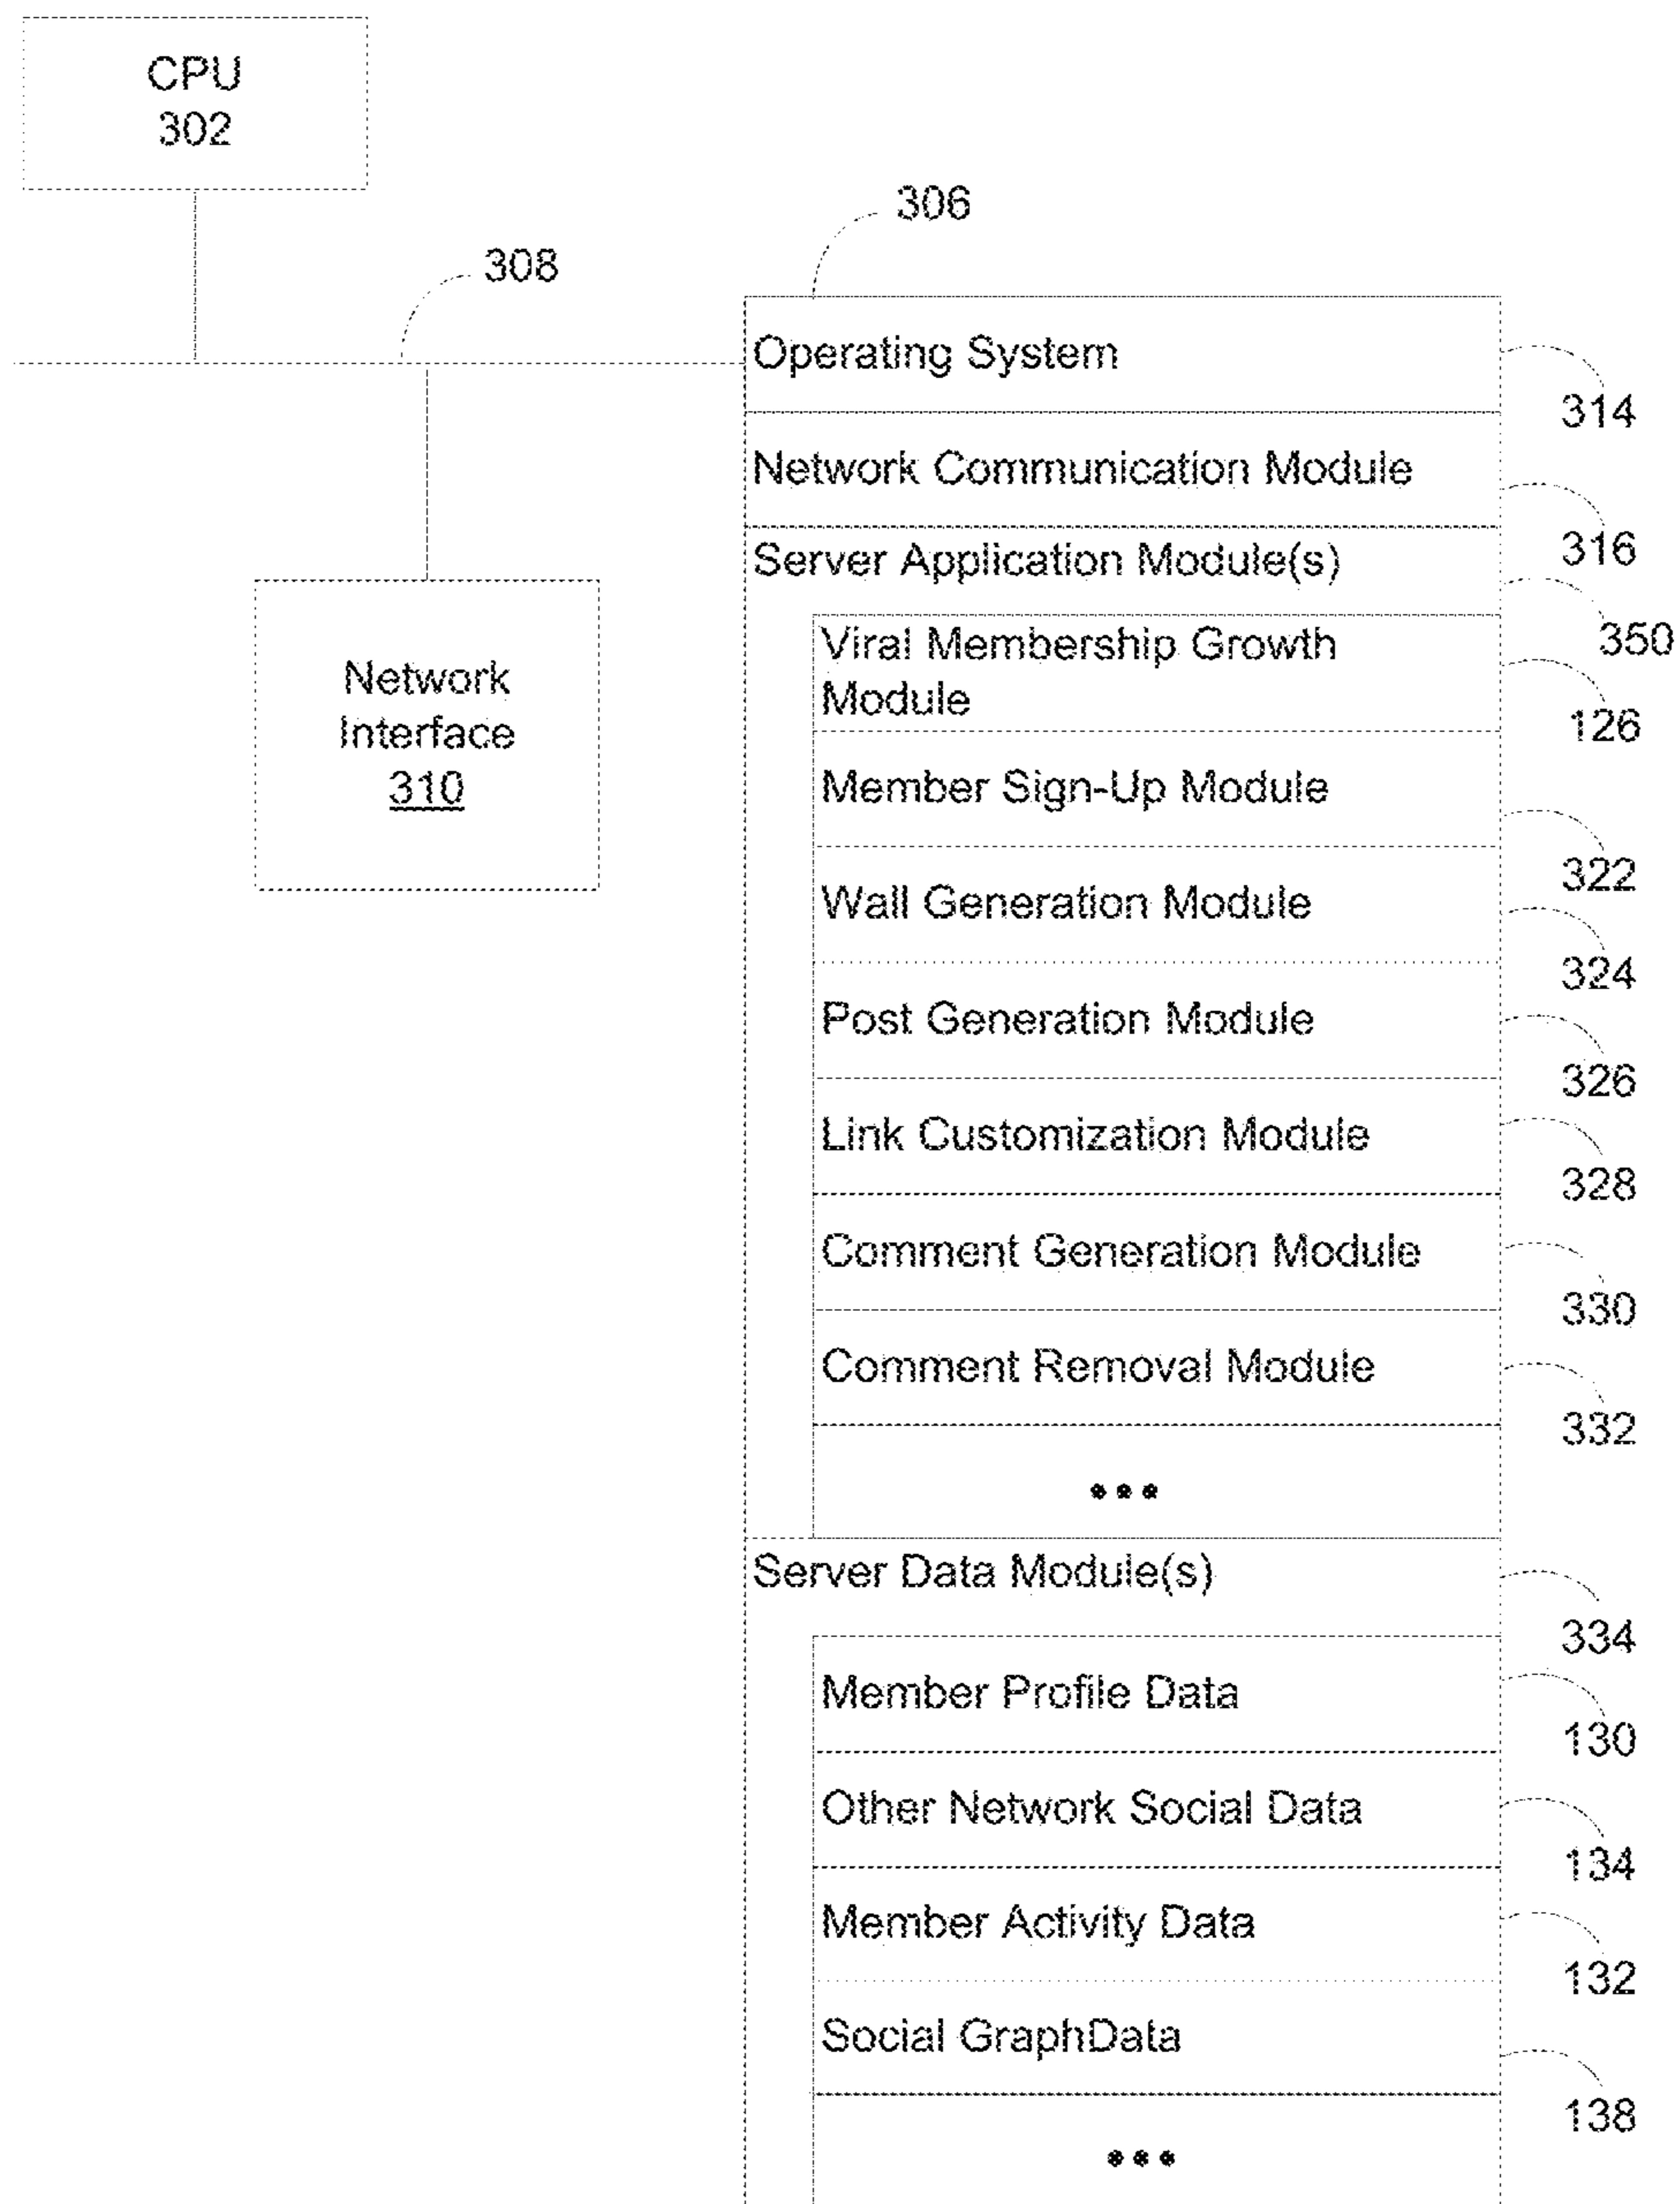 CPU
302
306
308
Operating System
314
Network Communication Module
316
Server Application Module(s)
350
Viral Membership Growth
Module
126
Network
Interface
310
Member Sign-Up Module
322
Wall Generation Module
324
Post Generation Module
326
Link Customization Module
328
Comment Generation Module
330
Comment Removal Module
332
•••
Server Data Module(s)
334
Member Profile Data
130
Other Network Social Data
134
Member Activity Data
132
Social GraphData
138
•••